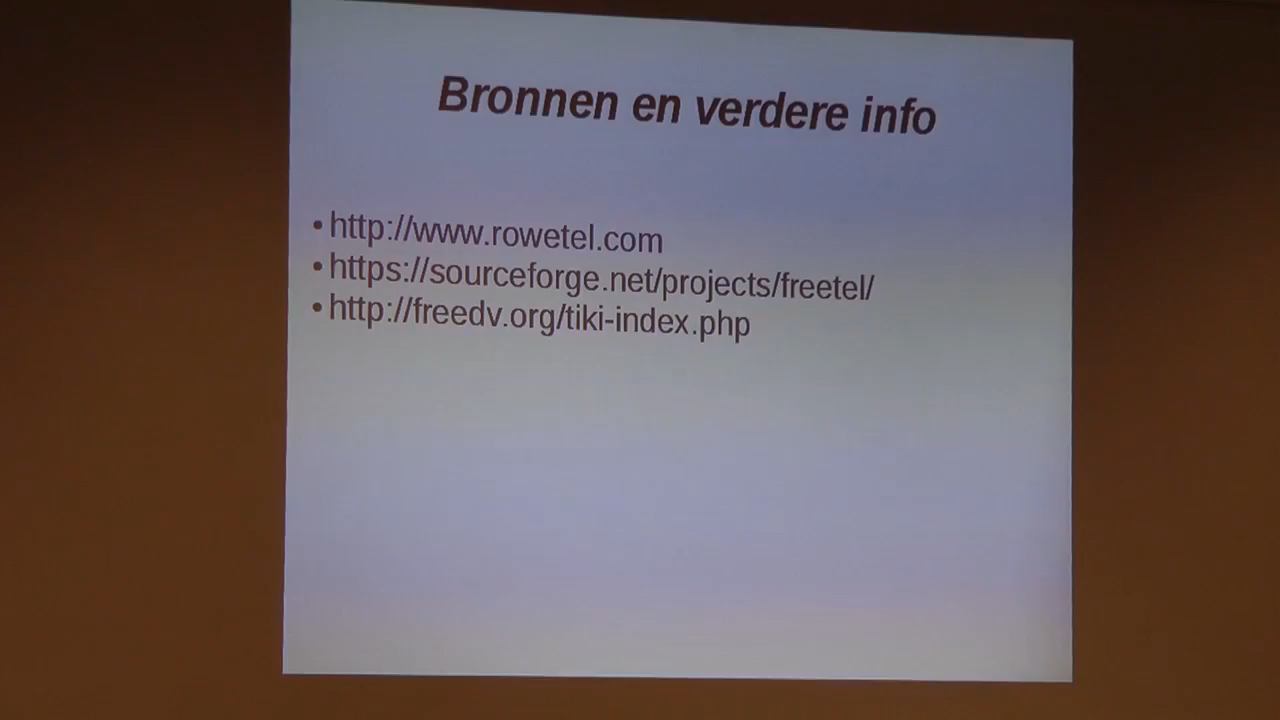 Bronnen en verdere info
• http://www.rowetel.com
• https://sourceforge.net/projects/freetel/
• http://freedv.org/tiki-index.php